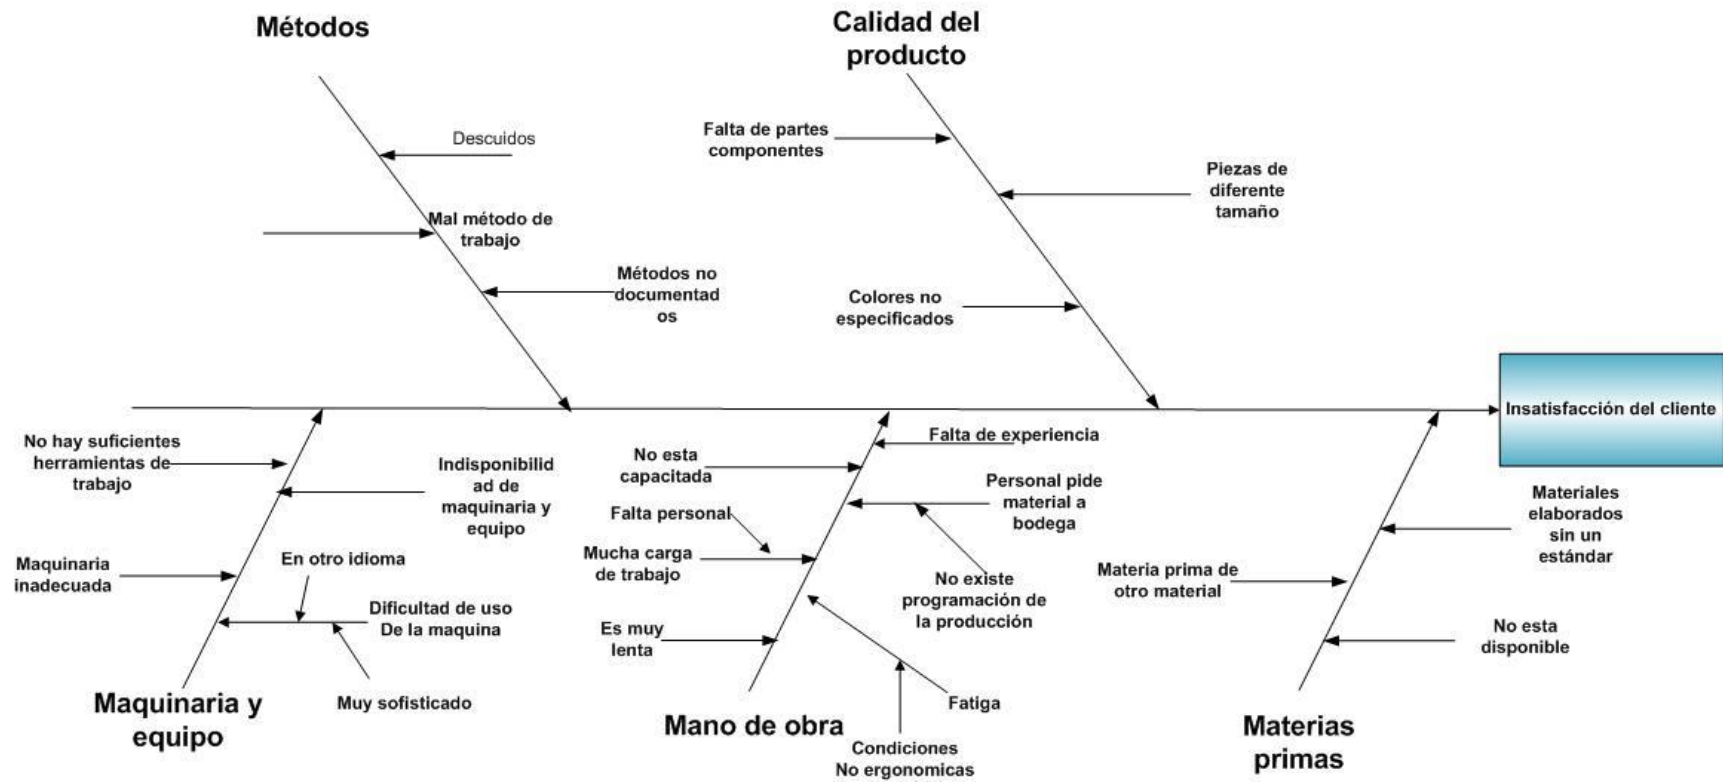 Métodos
Calidad del
producto
Descuidos
Mal método de
trabajo
Métodos no
documentad
os
Falta de partes
componentes
Piezas de
diferente
tamaño
Colores no
especificados
Insatisfacción del cliente
No hay suficientes
herramientas de
trabajo
Indisponibilid
ad de
maquinaria y
equipo
Maquinaria
inadecuada
En otro idioma
Dificultad de uso
De la maquina
Muy sofisticado
Maquinaria y
equipo
Falta de experiencia
No esta
capacitada
Personal pide
material a
bodega
Falta personal
Mucha carga
de trabajo
No existe
programación de
la producción
Es muy
lenta
Fatiga
Condiciones
No ergonomicas
Mano de obra
Materiales
elaborados
sin un
estándar
Materia prima de
otro material
No esta
disponible
Materias
primas